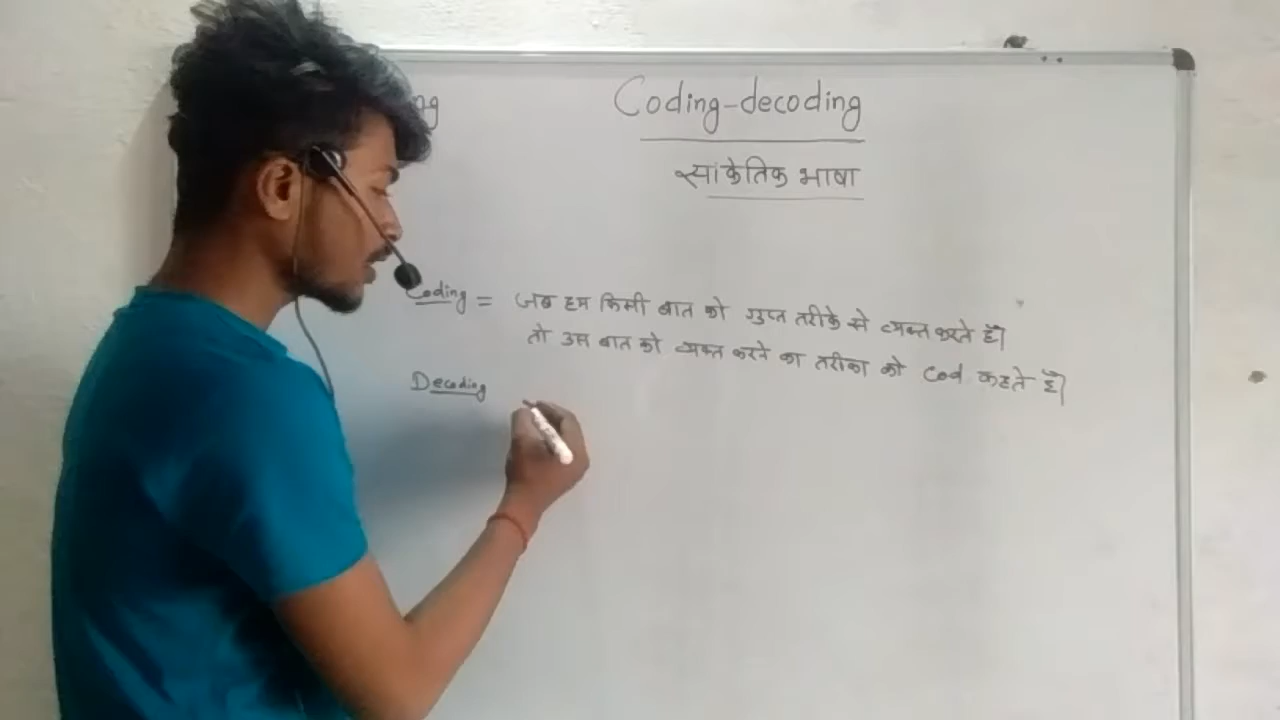 Coding-decoding
सांकेतिक भाषा
Coding = जब हम किसी बात को गुप्त तरीके से व्यक्त करते हैं।
तो उस बात को व्यक्त करने का तरीका को Cod कहते हैं।
Decoding